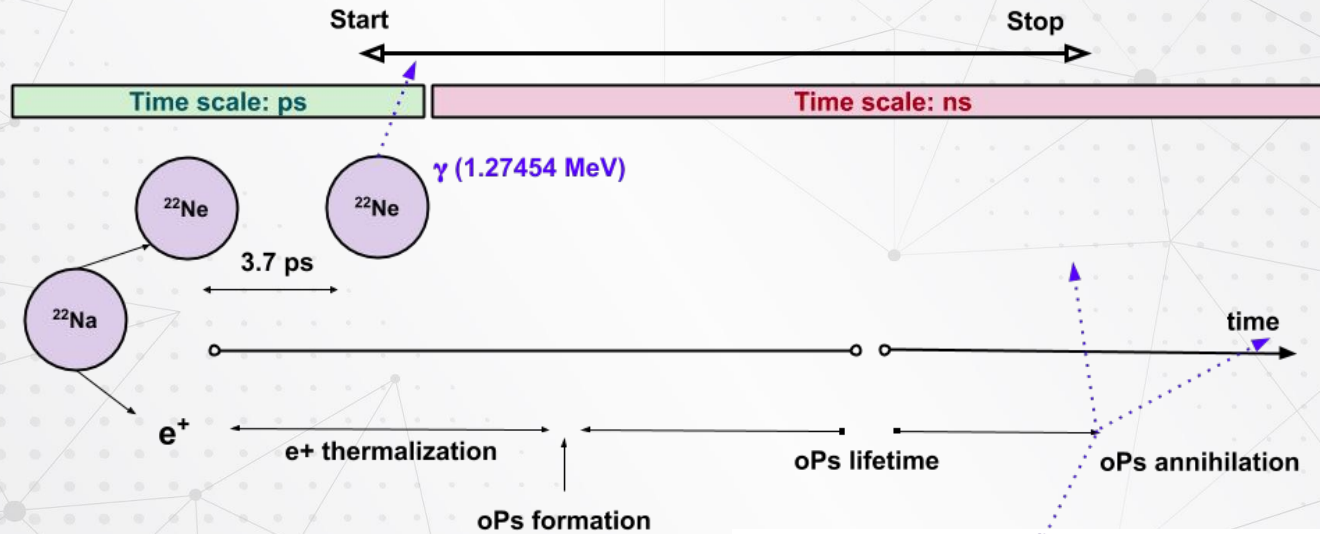 Start
Stop
Time scale: ps
Time scale: ns
γ (1.27454 MeV)
²²Ne
²²Ne
3.7 ps
²²Na
time
e⁺
e+ thermalization
oPs lifetime
oPs annihilation
oPs formation